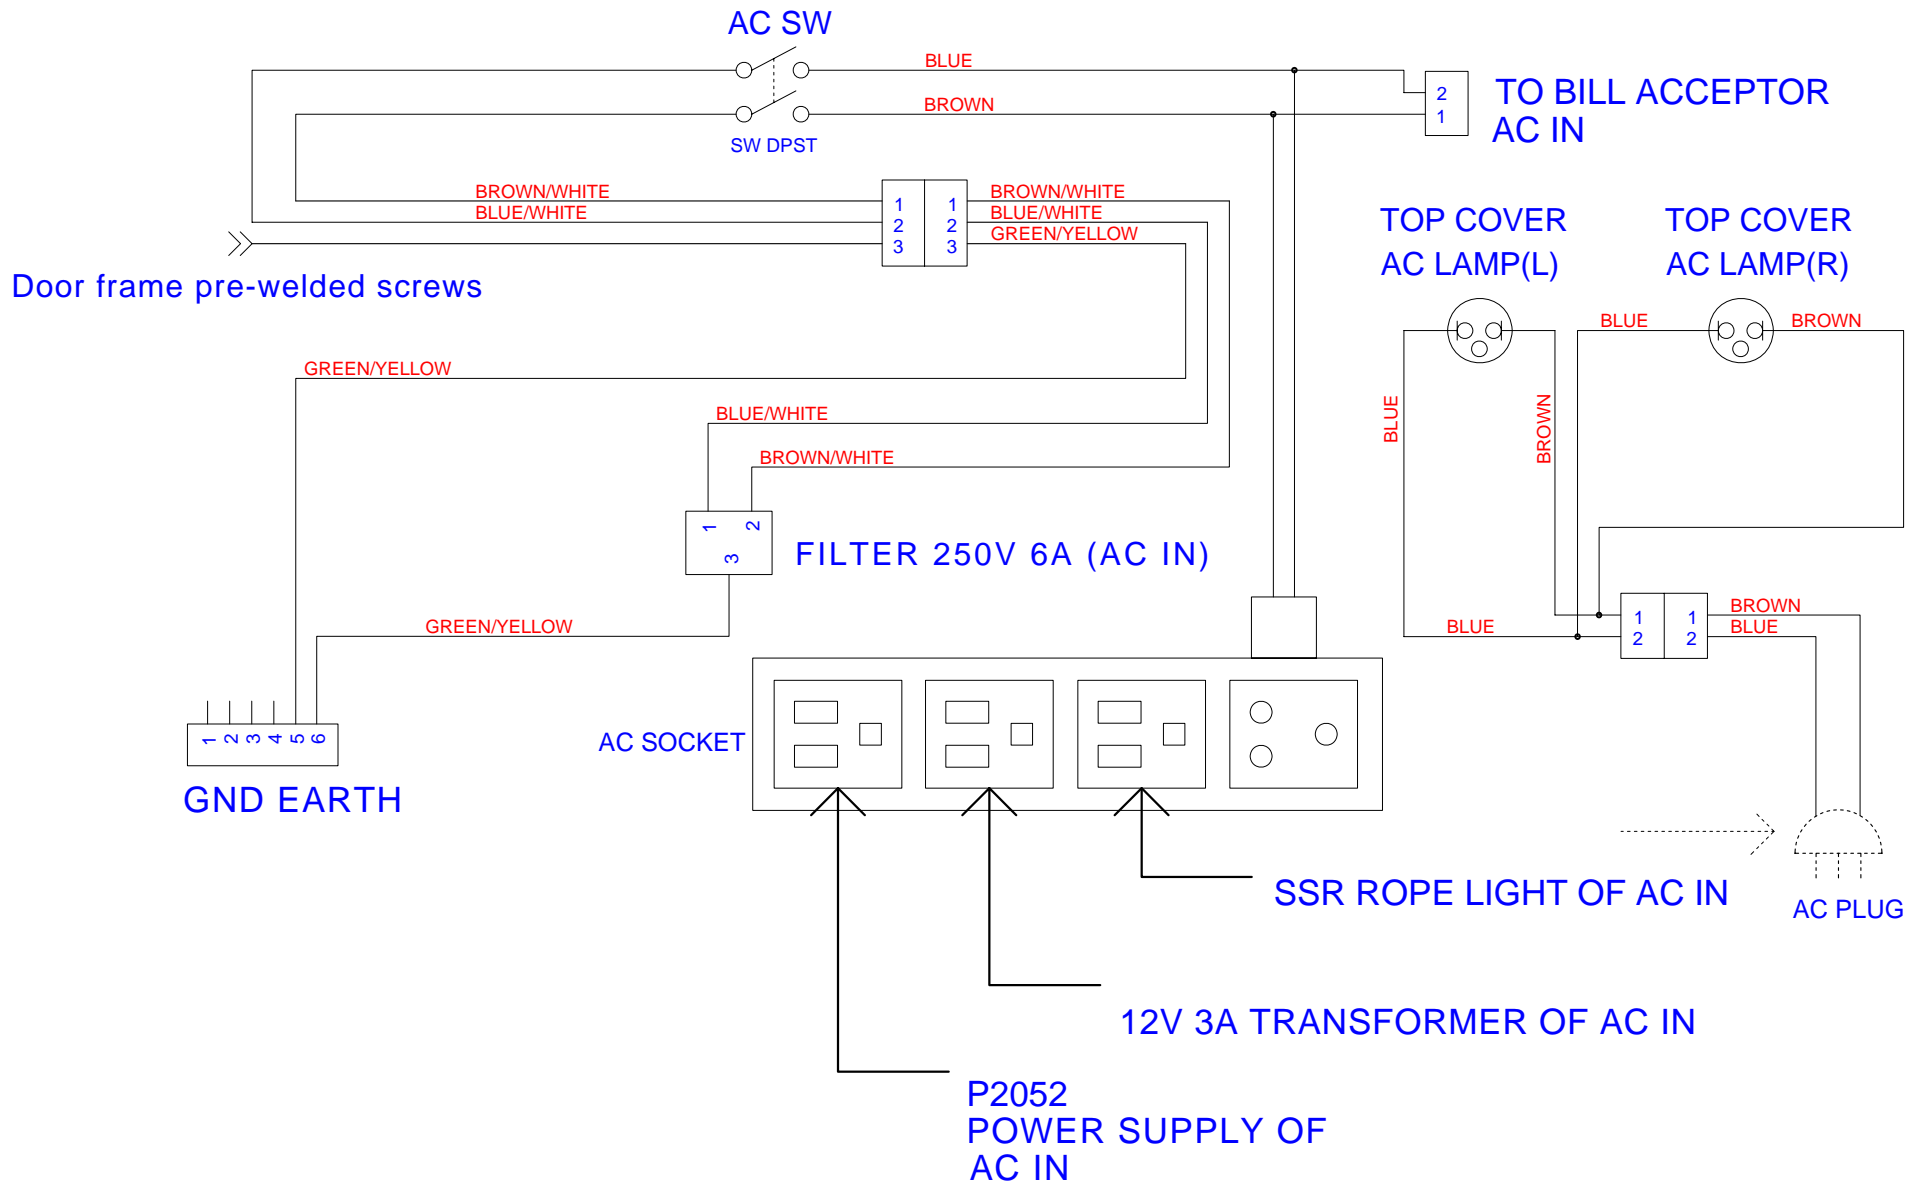 AC SW
BLUE
BROWN
SW DPST
2
1
TO BILL ACCEPTOR
AC IN
BROWN/WHITE
BLUE/WHITE
1
2
3
1
2
3
BROWN/WHITE
BLUE/WHITE
GREEN/YELLOW
Door frame pre-welded screws
TOP COVER
AC LAMP(L)
TOP COVER
AC LAMP(R)
BLUE
BROWN
BLUE
BROWN
GREEN/YELLOW
BLUE/WHITE
BROWN/WHITE
1
2
3
FILTER 250V 6A (AC IN)
GREEN/YELLOW
BLUE
1
2
1
2
BROWN
BLUE
1
2
3
4
5
6
GND EARTH
AC SOCKET
SSR ROPE LIGHT OF AC IN
AC PLUG
12V 3A TRANSFORMER OF AC IN
P2052
POWER SUPPLY OF
AC IN